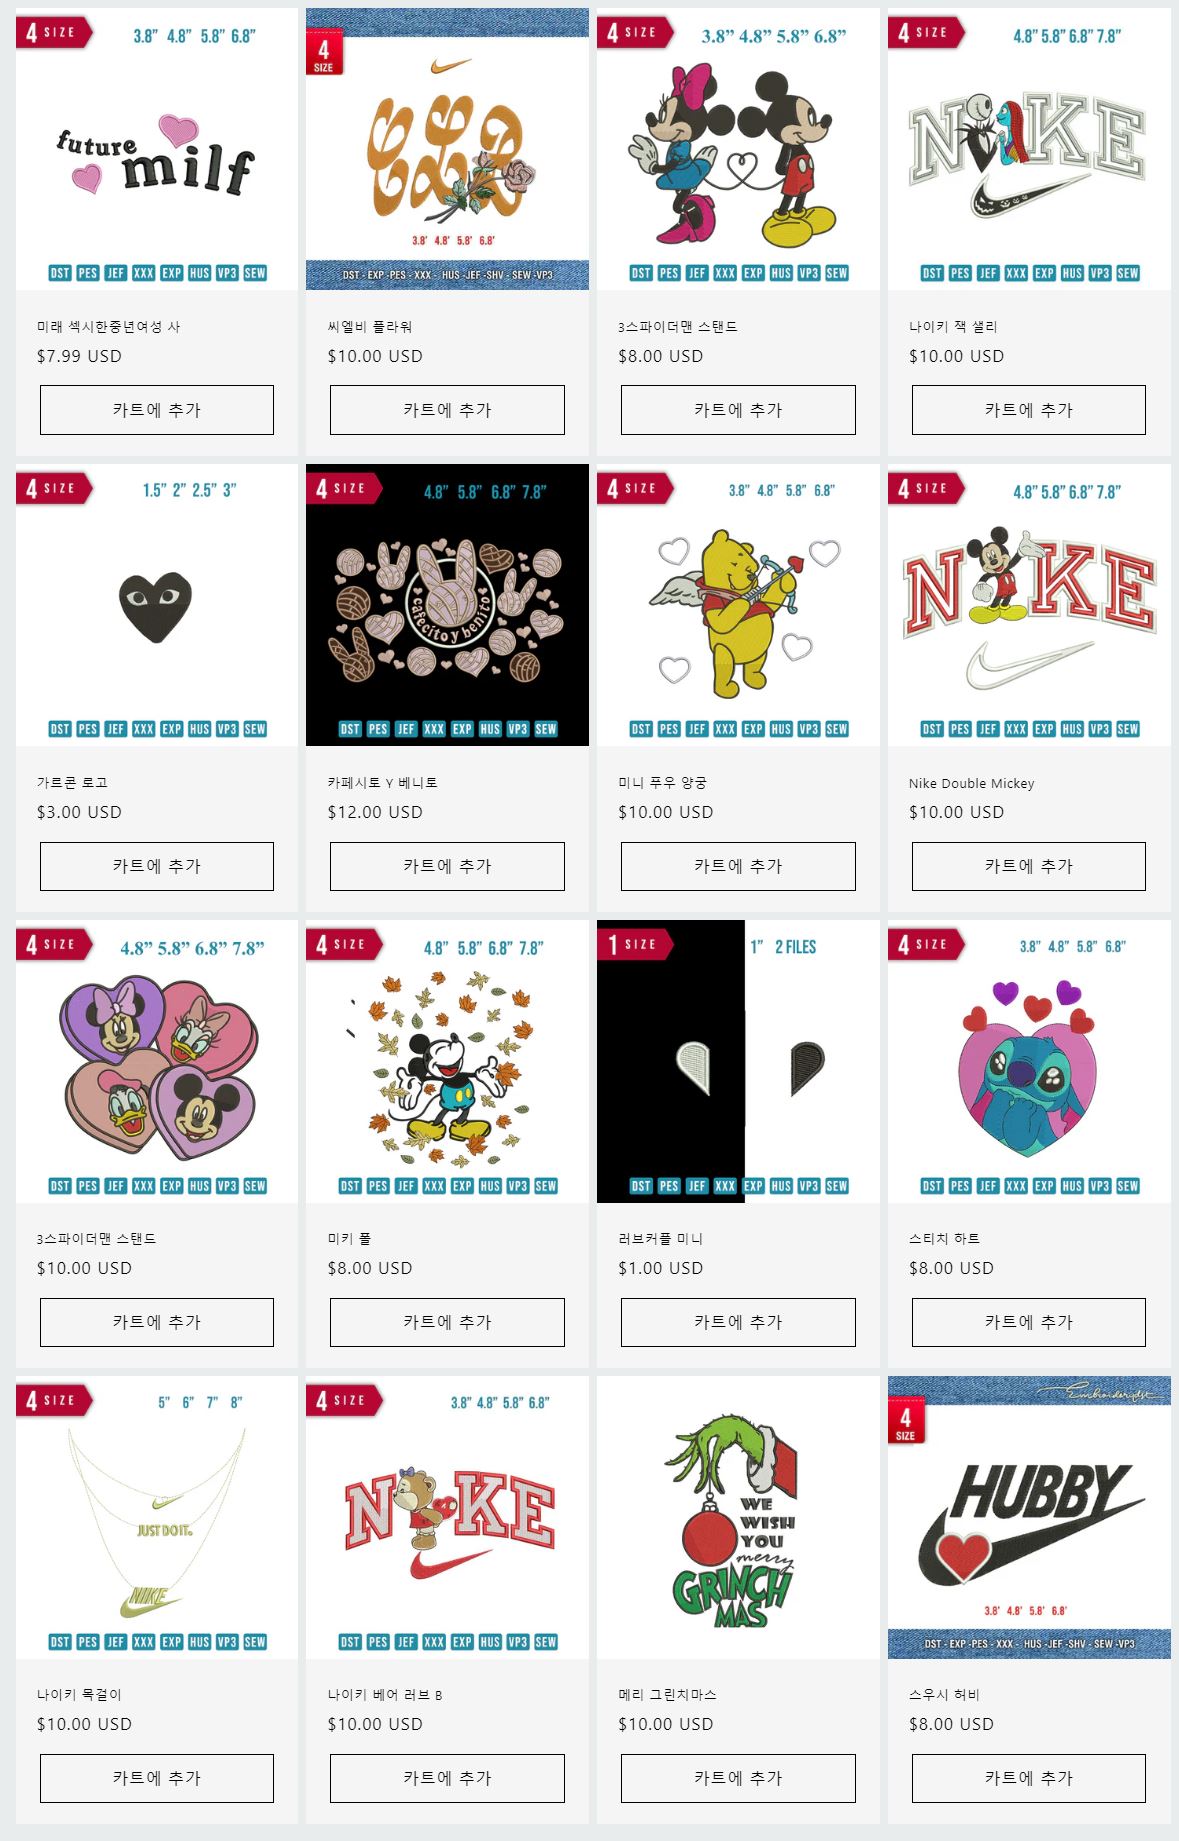 4 SIZE
3.8” 4.8” 5.8” 6.8”
future
milf
DST PES JEF XXX EXP HUS VP3 SEW
미래 섹시한중년여성 사
$7.99 USD
카트에 추가
4
SIZE
3.8' 4.8' 5.8' 6.8'
DST - EXP -PES - XXX - HUS -JEF -SHV - SEW -VP3
씨엘비 플라워
$10.00 USD
카트에 추가
4 SIZE
3.8” 4.8” 5.8” 6.8”
DST PES JEF XXX EXP HUS VP3 SEW
3스파이더맨 스탠드
$8.00 USD
카트에 추가
4 SIZE
4.8” 5.8” 6.8” 7.8”
N KE
DST PES JEF XXX EXP HUS VP3 SEW
나이키 잭 샐리
$10.00 USD
카트에 추가
4 SIZE
1.5” 2” 2.5” 3”
DST PES JEF XXX EXP HUS VP3 SEW
가르콘 로고
$3.00 USD
카트에 추가
4 SIZE
4.8” 5.8” 6.8” 7.8”
cafecito y benito
DST PES JEF XXX EXP HUS VP3 SEW
카페시토 Y 베니토
$12.00 USD
카트에 추가
4 SIZE
3.8” 4.8” 5.8” 6.8”
DST PES JEF XXX EXP HUS VP3 SEW
미니 푸우 양궁
$10.00 USD
카트에 추가
4 SIZE
4.8” 5.8” 6.8” 7.8”
N KE
DST PES JEF XXX EXP HUS VP3 SEW
Nike Double Mickey
$10.00 USD
카트에 추가
4 SIZE
4.8” 5.8” 6.8” 7.8”
DST PES JEF XXX EXP HUS VP3 SEW
3스파이더맨 스탠드
$10.00 USD
카트에 추가
4 SIZE
4.8” 5.8” 6.8” 7.8”
DST PES JEF XXX EXP HUS VP3 SEW
미키 폴
$8.00 USD
카트에 추가
1 SIZE
1” 2 FILES
DST PES JEF XXX EXP HUS VP3 SEW
러브커플 미니
$1.00 USD
카트에 추가
4 SIZE
3.8” 4.8” 5.8” 6.8”
DST PES JEF XXX EXP HUS VP3 SEW
스티치 하트
$8.00 USD
카트에 추가
4 SIZE
5” 6” 7” 8”
JUST DO IT.
NIKE
DST PES JEF XXX EXP HUS VP3 SEW
나이키 목걸이
$10.00 USD
카트에 추가
4 SIZE
3.8” 4.8” 5.8” 6.8”
N KE
DST PES JEF XXX EXP HUS VP3 SEW
나이키 베어 러브 B
$10.00 USD
카트에 추가
WE
WISH
YOU
merry
GRINCH
MAS
메리 그린치마스
$10.00 USD
카트에 추가
Embroiderydst
4
SIZE
HUBBY
3.8' 4.8' 5.8' 6.8'
DST - EXP -PES - XXX - HUS -JEF -SHV - SEW -VP3
스우시 허비
$8.00 USD
카트에 추가